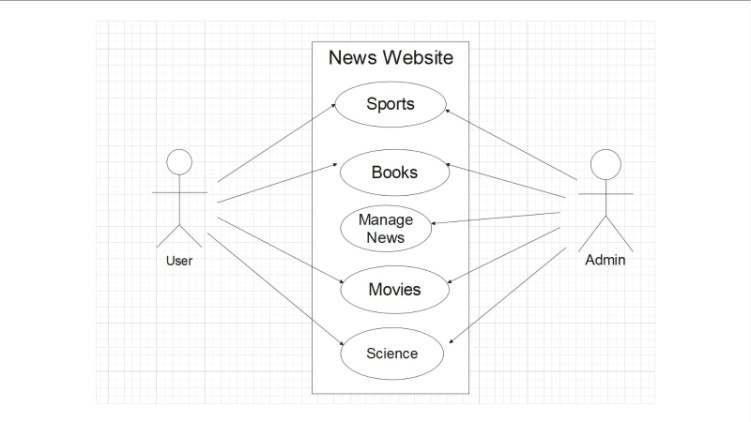 News Website
Sports
Books
Manage
News
Movies
Science
User
Admin